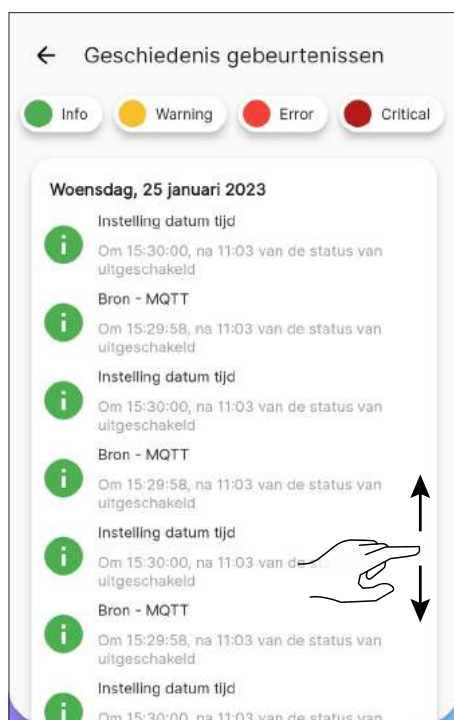 Geschiedenis gebeurtenissen
Info Warning Error Critical
Woensdag, 25 januari 2023
Instelling datum tijd
Om 15:30:00, na 11:03 van de status van
uitgeschakeld
Bron - MQTT
Om 15:29:58, na 11:03 van de status van
uitgeschakeld
Instelling datum tijd
Om 15:30:00, na 11:03 van de status van
uitgeschakeld
Bron - MQTT
Om 15:29:58, na 11:03 van de status van
uitgeschakeld
Instelling datum tijd
Om 15:30:00, na 11:03 van
uitgeschakeld
Bron - MQTT
Om 15:29:58, na 11:03 van de status van
uitgeschakeld
Instelling datum tijd
Om 15:30:00, na 11:03 van de status van